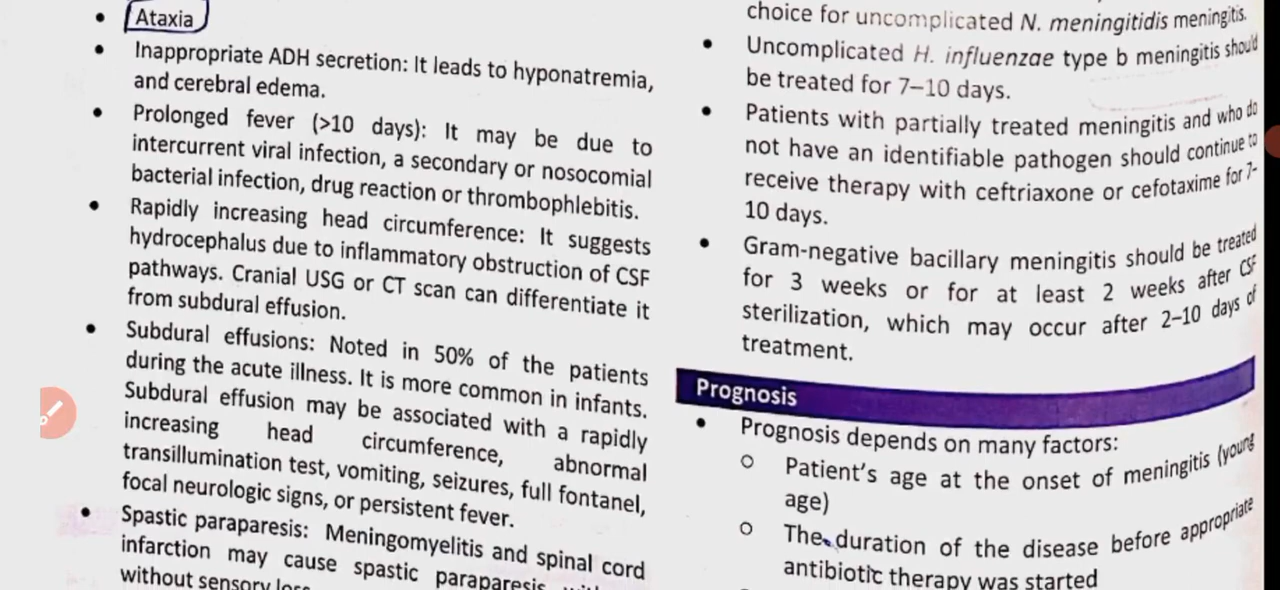 • Ataxia
• Inappropriate ADH secretion: It leads to hyponatremia,
and cerebral edema.
• Prolonged fever (>10 days): It may be due to
intercurrent viral infection, a secondary or nosocomial
bacterial infection, drug reaction or thrombophlebitis.
• Rapidly increasing head circumference: It suggests
hydrocephalus due to inflammatory obstruction of CSF
pathways. Cranial USG or CT scan can differentiate it
from subdural effusion.
• Subdural effusions: Noted in 50% of the patients
during the acute illness. It is more common in infants.
Subdural effusion may be associated with a rapidly
increasing head circumference, abnormal
transillumination test, vomiting, seizures, full fontanel,
focal neurologic signs, or persistent fever.
• Spastic paraparesis: Meningomyelitis and spinal cord
infarction may cause spastic paraparesis
without sensory
choice for uncomplicated N. meningitidis meningitis.
• Uncomplicated H. influenzae type b meningitis should
be treated for 7–10 days.
• Patients with partially treated meningitis and who do
not have an identifiable pathogen should continue to
receive therapy with ceftriaxone or cefotaxime for 7-
10 days.
• Gram-negative bacillary meningitis should be treated
for 3 weeks or for at least 2 weeks after CSF
sterilization, which may occur after 2–10 days of
treatment.
Prognosis
• Prognosis depends on many factors:
o Patient's age at the onset of meningitis (young
age)
o The duration of the disease before appropriate
antibiotic therapy was started